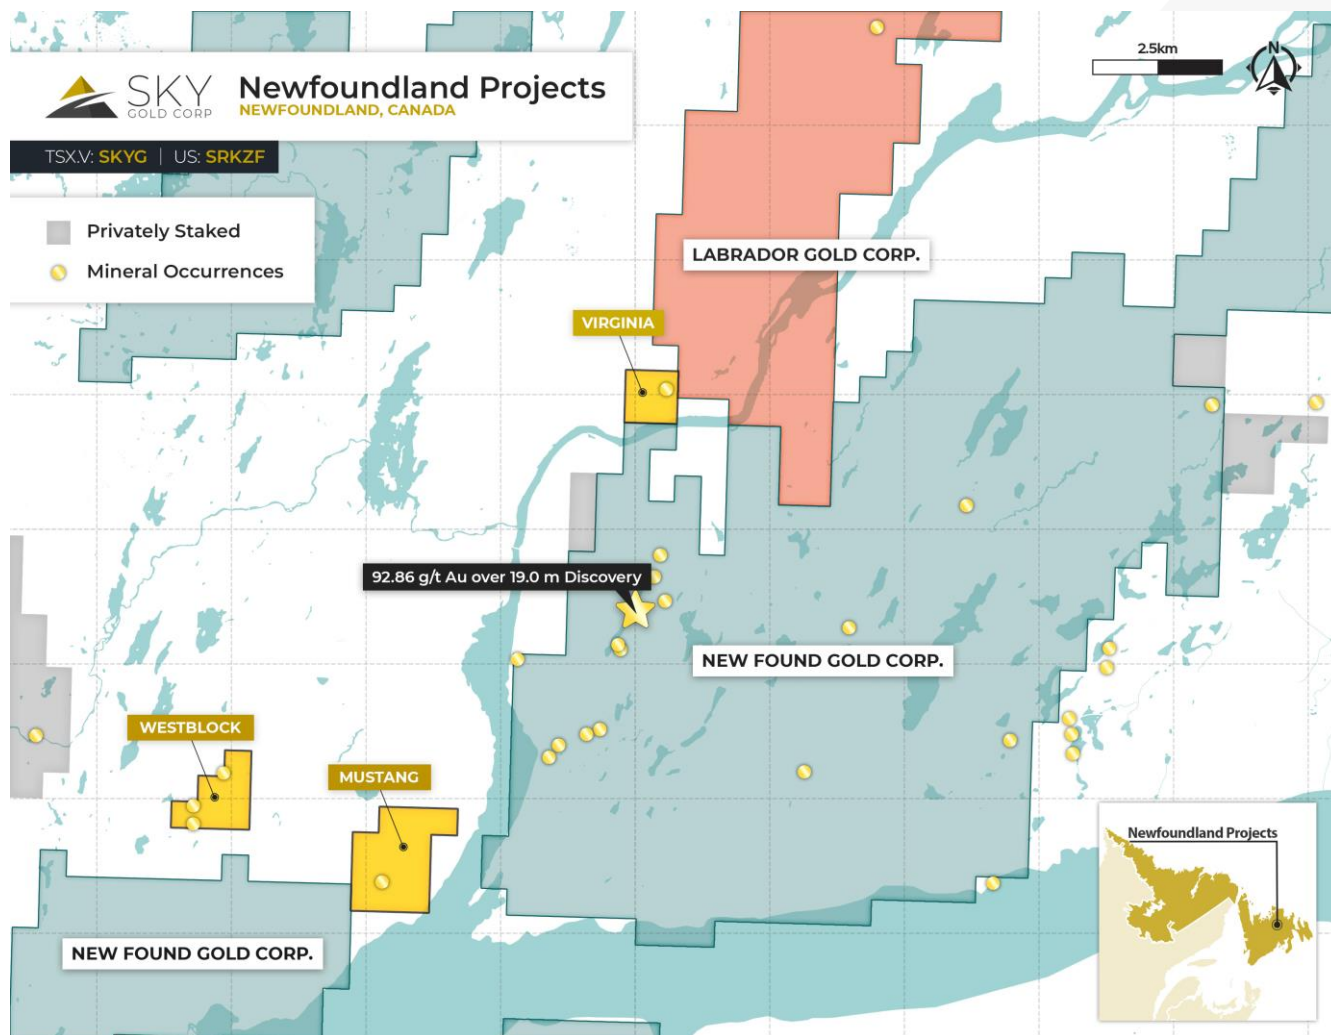 SKY
GOLD CORP
Newfoundland Projects
NEWFOUNDLAND, CANADA
TSX.V: SKYG | US: SRKZF
Privately Staked
Mineral Occurrences
2.5km
N
LABRADOR GOLD CORP.
VIRGINIA
92.86 g/t Au over 19.0 m Discovery
NEW FOUND GOLD CORP.
WESTBLOCK
MUSTANG
NEW FOUND GOLD CORP.
Newfoundland Projects